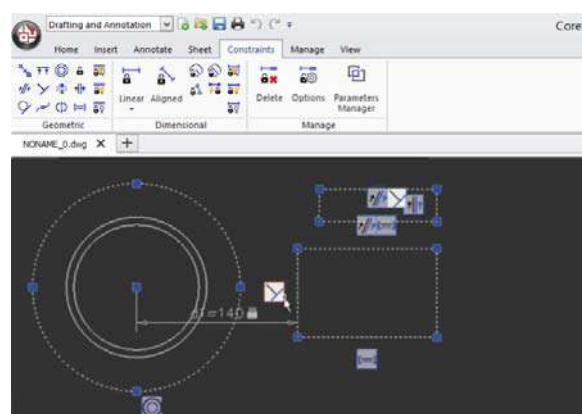 Drafting and Annotation
Core
Home Insert Annotate Sheet Constraints Manage View
Linear Aligned Delete Options Parameters
Manager
Geometric Dimensional Manage
NONAME_0.dwg
d1=140